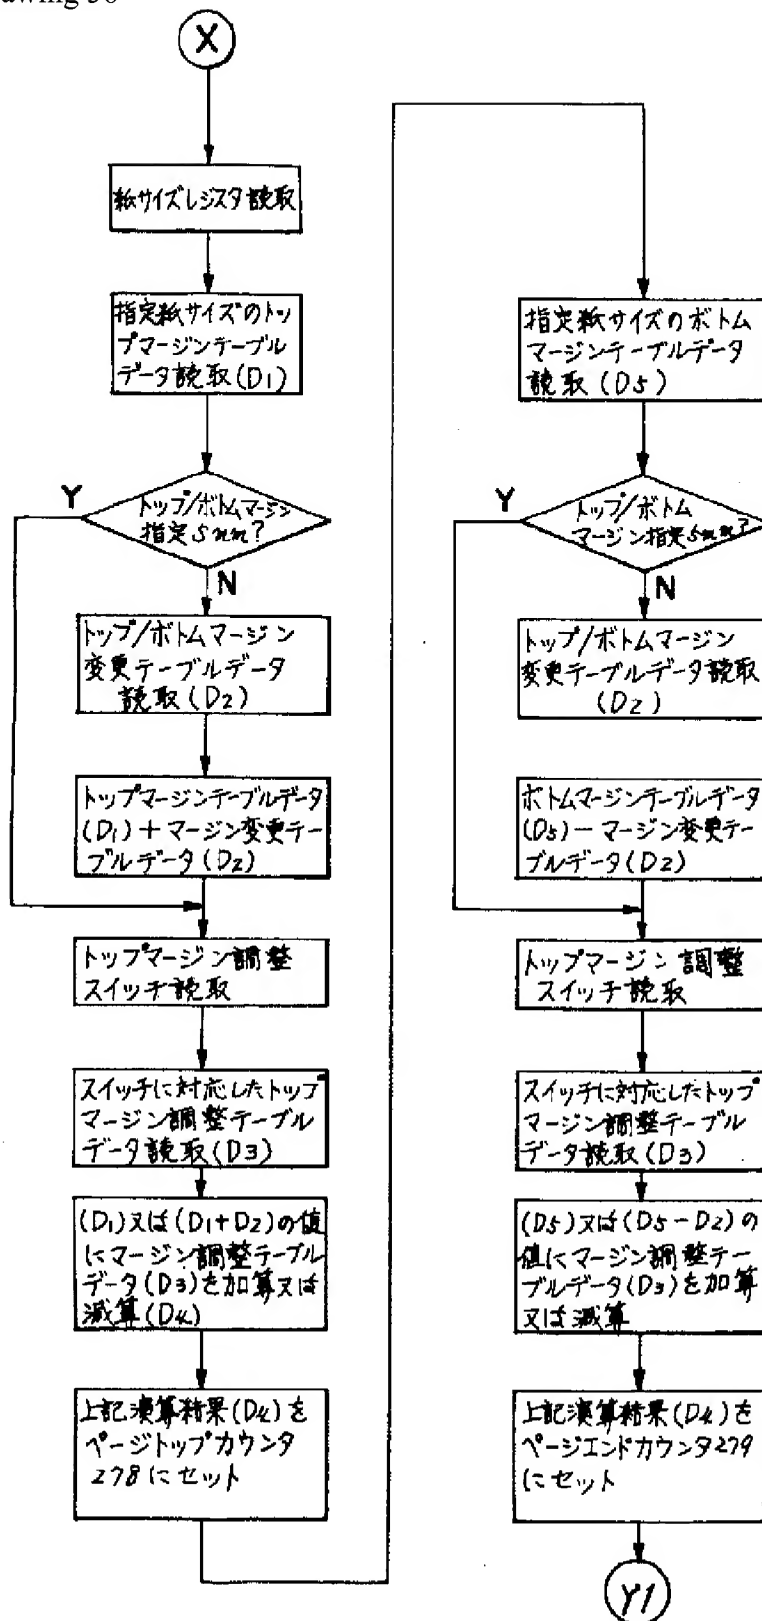 awing 56
X
紙サイズレジスタ読取
指定紙サイズのトッ
プマージンテーブル
データ読取(D1)
トップ/ボトムマージン
指定5mm?
Y
N
トップ/ボトムマージン
変更テーブルデータ
読取(D2)
トップマージンテーブルデータ
(D1)+マージン変更テー
ブルデータ(D2)
トップマージン調整
スイッチ読取
スイッチに対応したトップ
マージン調整テーブル
データ読取(D3)
(D1)又は(D1+D2)の値
にマージン調整テーブル
データ(D3)を加算又は
減算(D4)
上記演算結果(D4)を
ページトップカウンタ
278にセット
指定紙サイズのボトム
マージンテーブルデータ
読取(D5)
トップ/ボトム
マージン指定5mm?
Y
N
トップ/ボトムマージン
変更テーブルデータ読取
(D2)
ボトムマージンテーブルデータ
(D5)-マージン変更テー
ブルデータ(D2)
トップマージン調整
スイッチ読取
スイッチに対応したトップ
マージン調整テーブル
データ読取(D3)
(D5)又は(D5-D2)の
値にマージン調整テー
ブルデータ(D3)を加算
又は減算
上記演算結果(D4)を
ページエンドカウンタ279
にセット
Y1